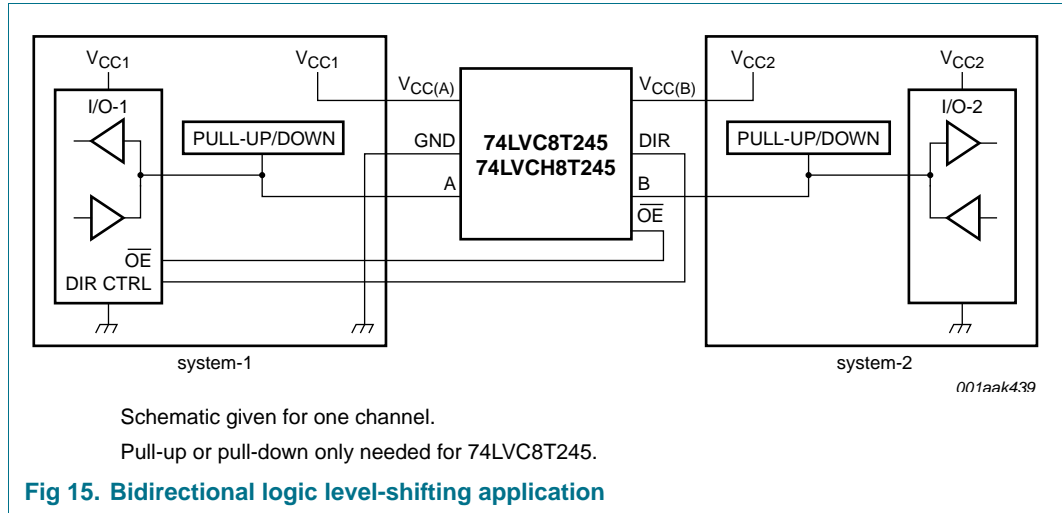 VCC1
VCC1
VCC2
VCC2
I/O-1
VCC(A)
VCC(B)
I/O-2
PULL-UP/DOWN
GND
74LVC8T245
74LVCH8T245
DIR
PULL-UP/DOWN
A
B
OE
OE
DIR CTRL
system-1
system-2
001aak439
Schematic given for one channel.
Pull-up or pull-down only needed for 74LVC8T245.
Fig 15. Bidirectional logic level-shifting application